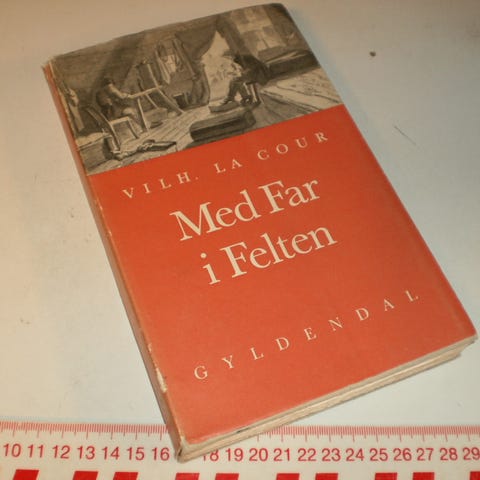 VILH. LA COUR
Med Far
i Felten
GYLDENDAL
10 11 12 13 14 15 16 17 18 19 20 21 22 23 24 25 26 27 28 29